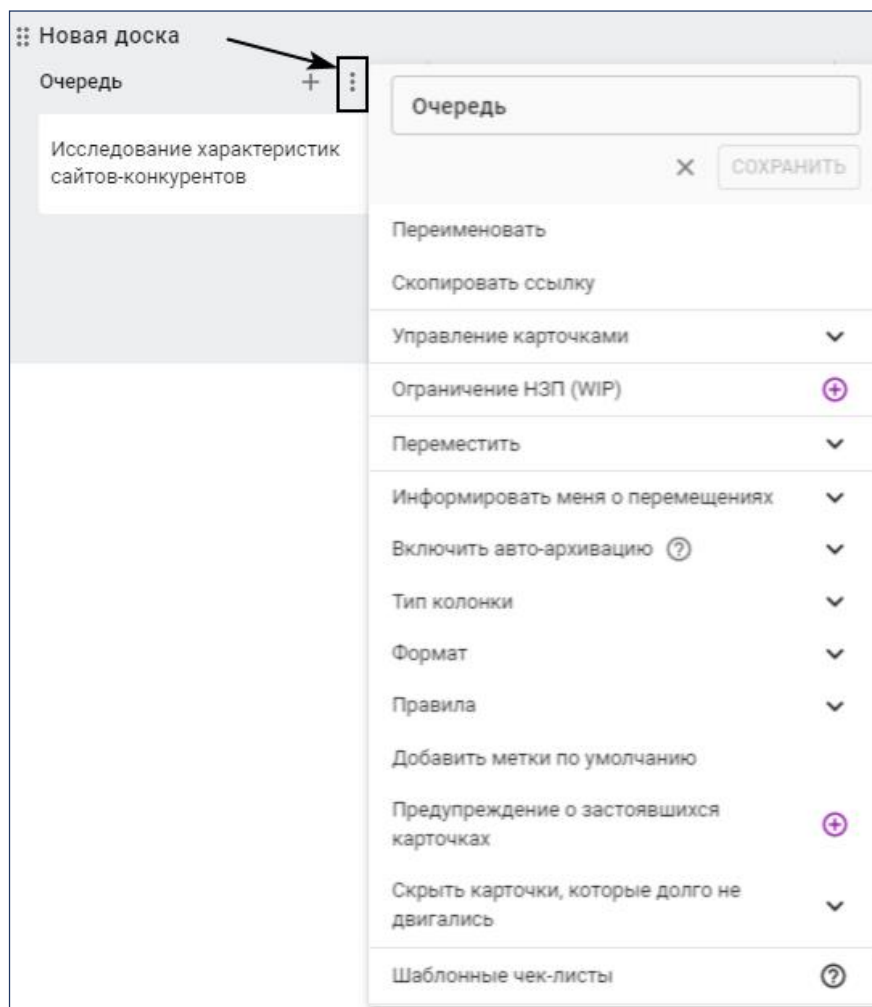 Новая доска
Очередь
Исследование характеристик
сайтов-конкурентов
Очередь
СОХРАНИТЬ
Переименовать
Скопировать ссылку
Управление карточками
Ограничение НЗП (WIP)
Переместить
Информировать меня о перемещениях
Включить авто-архивацию
Тип колонки
Формат
Правила
Добавить метки по умолчанию
Предупреждение о застоявшихся
карточках
Скрыть карточки, которые долго не
двигались
Шаблонные чек-листы